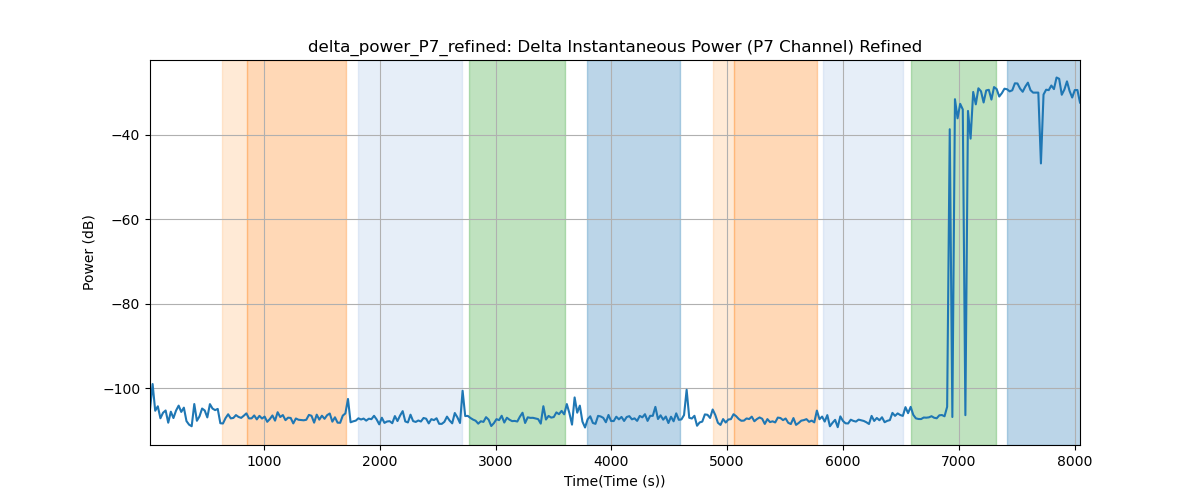 delta_power_P7_refined: Delta Instantaneous Power (P7 Channel) Refined
Power (dB)
−40
−60
−80
−100
1000 2000 3000 4000 5000 6000 7000 8000
Time(Time (s))